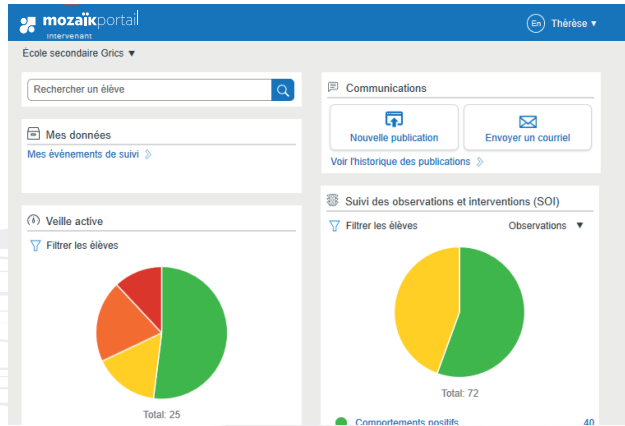 mozaïkportail
intervenant
En Thérèse ▼
École secondaire Grics ▼
Rechercher un élève
Mes données
Mes évènements de suivi
Veille active
Filtrer les élèves
Total: 25
Communications
Nouvelle publication
Envoyer un courriel
Voir l'historique des publications
Suivi des observations et interventions (SOI)
Filtrer les élèves Observations ▼
Total: 72
Comportements positifs 40